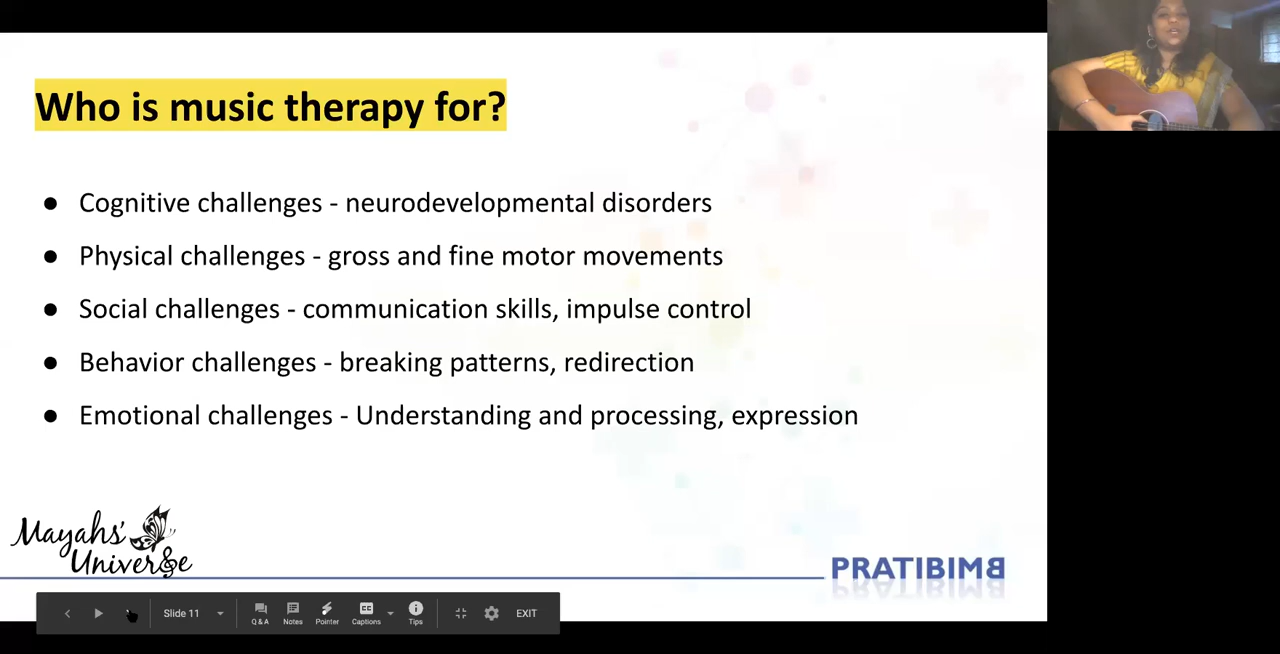 Who is music therapy for?
● Cognitive challenges - neurodevelopmental disorders
● Physical challenges - gross and fine motor movements
● Social challenges - communication skills, impulse control
● Behavior challenges - breaking patterns, redirection
● Emotional challenges - Understanding and processing, expression
Mayahs'
Universe
PRATIBIMB
Slide 11
Q & A
Notes
Pointer
Captions
Tips
EXIT